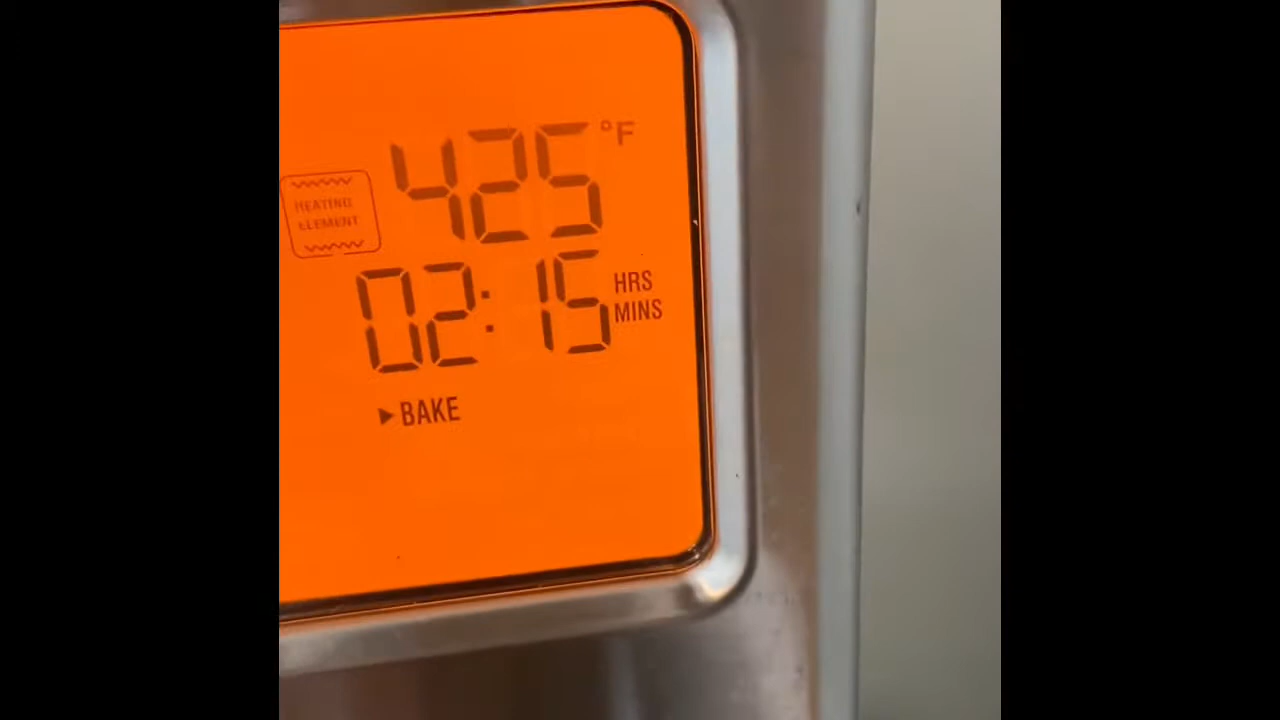 425 °F
HEATING
ELEMENT
02:15 HRS
MINS
▶BAKE